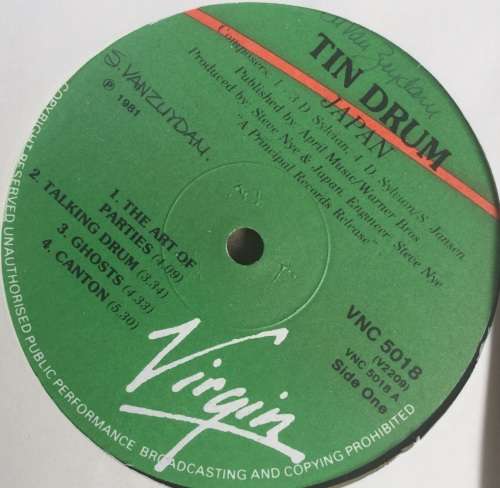 TIN DRUM
JAPAN
Composers: 1 - 3 D. Sylvian, 4 D. Sylvian/S. Jansen
Published by April Music/Warner Bros
Produced by Steve Nye & Japan, Engineer Steve Nye
"A Principal Records Release"
S. VANZUYDAM.
Ⓟ 1981
1. THE ART OF
PARTIES (4.09)
2. TALKING DRUM (3.34)
3. GHOSTS (4.33)
4. CANTON (5.30)
VNC 5018
(V2209)
VNC 5018 A
Side One
Virgin
COPYRIGHT RESERVED UNAUTHORISED PUBLIC PERFORMANCE BROADCASTING AND COPYING PROHIBITED